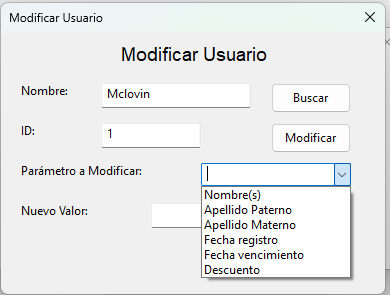 Modificar Usuario
Modificar Usuario
Nombre: Mclovin Buscar
ID: 1 Modificar
Parámetro a Modificar:
Nombre(s)
Apellido Paterno
Apellido Materno
Fecha registro
Fecha vencimiento
Descuento
Nuevo Valor: